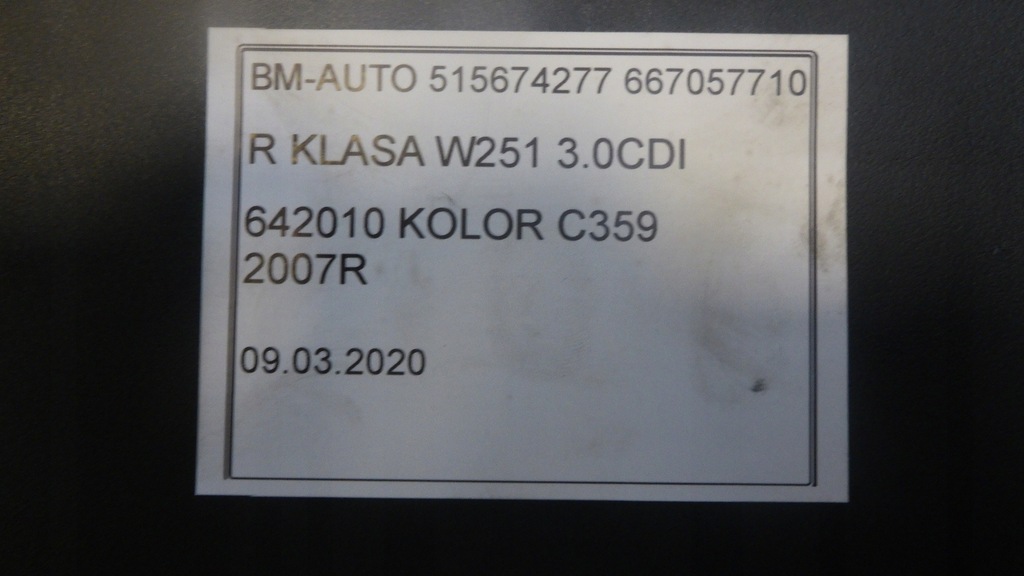 BM-AUTO 515674277 667057710
R KLASA W251 3.0CDI
642010 KOLOR C359
2007R
09.03.2020